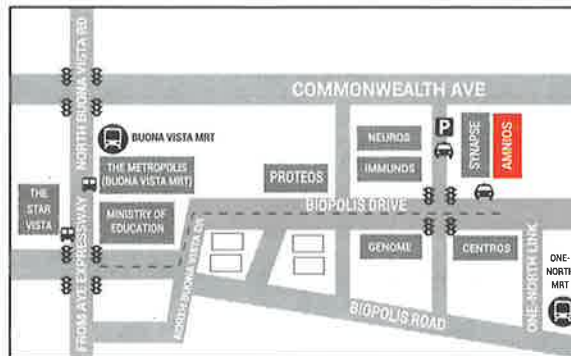 COMMONWEALTH AVE
NORTH BUONA VISTA RD
BUONA VISTA MRT
THE METROPOLIS
(BUONA VISTA MRT)
THE
STAR
VISTA
MINISTRY OF
EDUCATION
PROTEOS
NEUROS
IMMUNOS
P
SYNAPSE
AMNIOS
BIOPOLIS DRIVE
GENOME
CENTROS
FROM AYE EXPRESSWAY
NORTH BUONA VISTA DR
BIOPOLIS ROAD
ONE-NORTH LINK
ONE-
NORTH
MRT